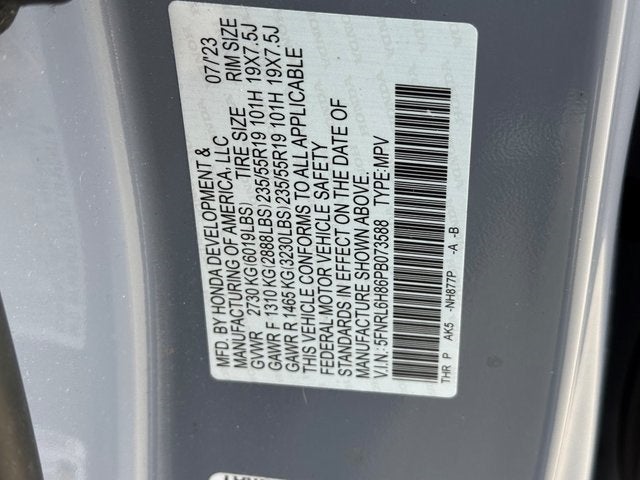 MFD. BY HONDA DEVELOPMENT & 07/'23
MANUFACTURING OF AMERICA, LLC
TIRE SIZE RIM SIZE
GVWR 2730 KG(6019LBS)
GAWR F 1310 KG(2888LBS)235/55R19 101H 19X7.5J
GAWR R 1465 KG(3230LBS)235/55R19 101H 19X7.5J
THIS VEHICLE CONFORMS TO ALL APPLICABLE
FEDERAL MOTOR VEHICLE SAFETY
STANDARDS IN EFFECT ON THE DATE OF
MANUFACTURE SHOWN ABOVE.
V.I.N:5FNRL6H86PB073588 TYPE:MPV
THR P AK5 -NH877P -A -B